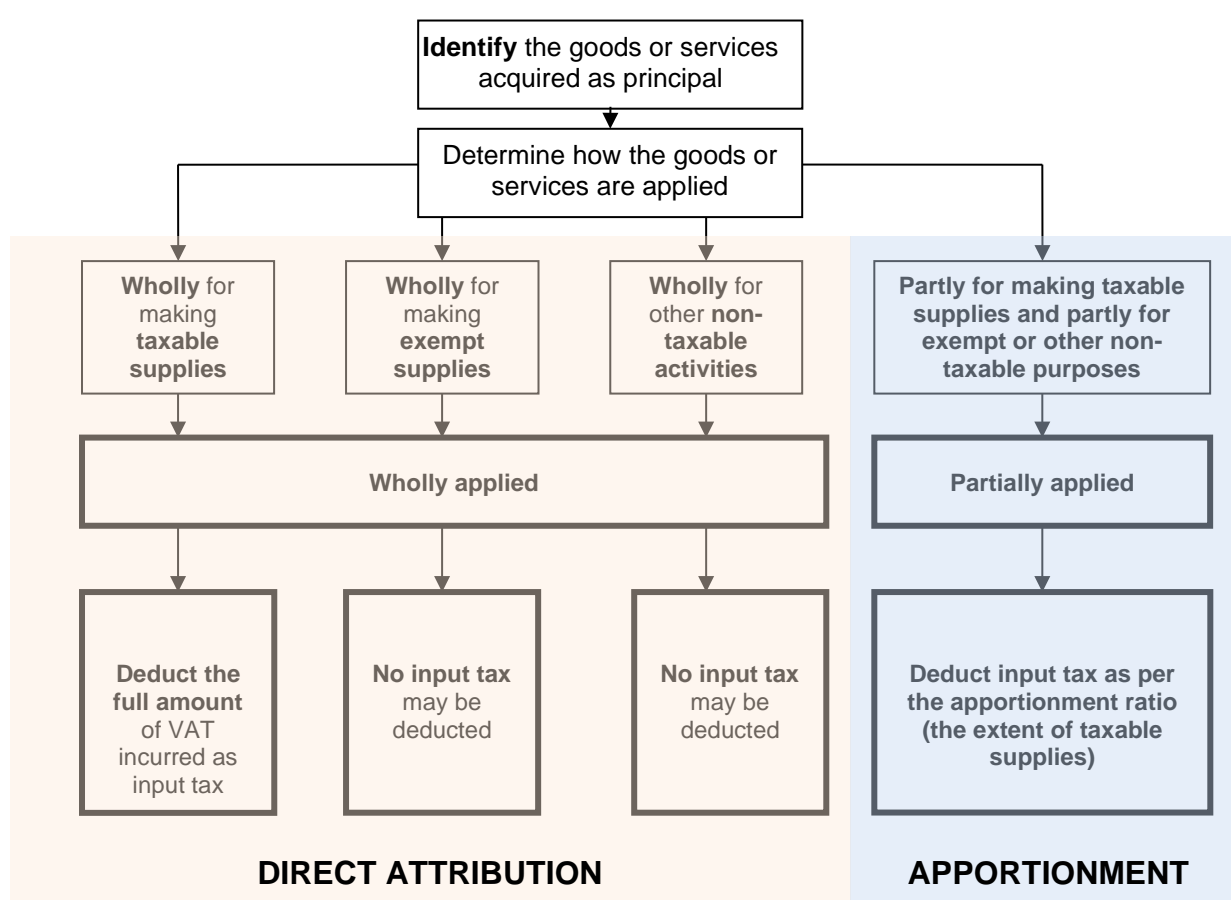 Identify the goods or services
acquired as principal
Determine how the goods or
services are applied
Wholly for
making
taxable
supplies
Wholly for
making
exempt
supplies
Wholly for
other non-
taxable
activities
Partly for making taxable
supplies and partly for
exempt or other non-
taxable purposes
Wholly applied
Partially applied
Deduct the
full amount
of VAT
incurred as
input tax
No input tax
may be
deducted
No input tax
may be
deducted
Deduct input tax as per
the apportionment ratio
(the extent of taxable
supplies)
DIRECT ATTRIBUTION
APPORTIONMENT